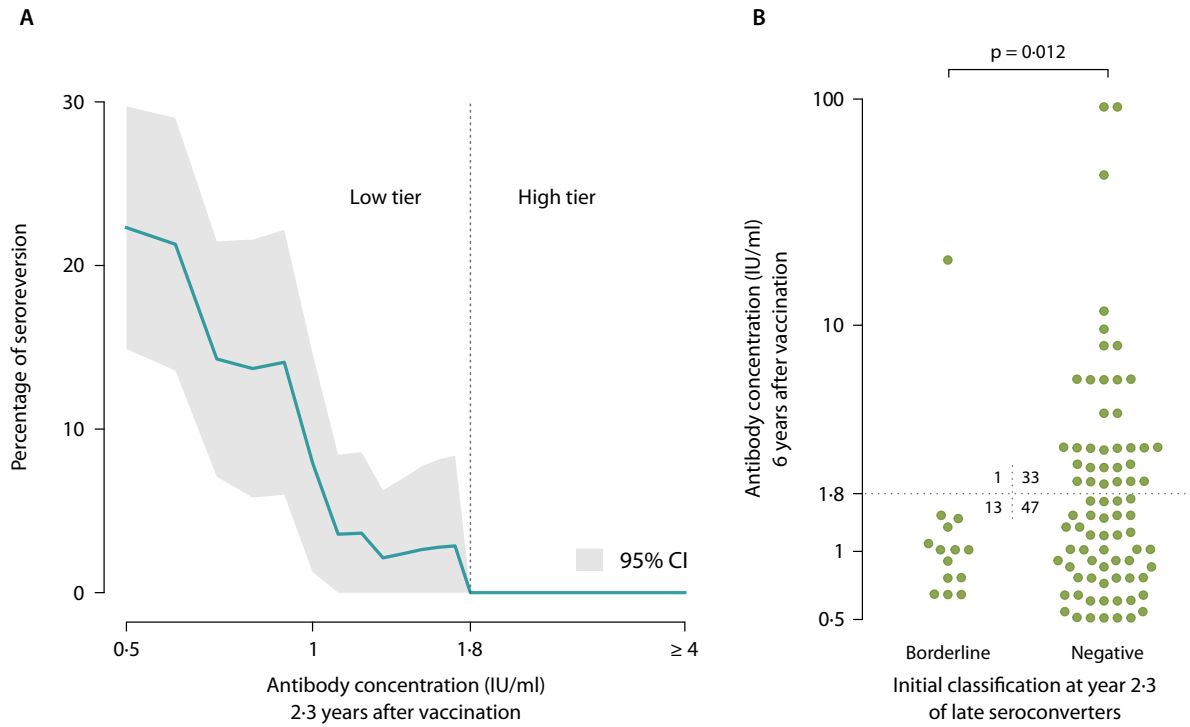 A
Percentage of seroreversion
30
20
10
0
Low tier
High tier
95% CI
0·5
1
1·8
≥ 4
Antibody concentration (IU/ml)
2·3 years after vaccination
B
p = 0·012
Antibody concentration (IU/ml)
6 years after vaccination
100
10
1·8
1
0·5
1 33
13 47
Borderline
Negative
Initial classification at year 2·3
of late seroconverters